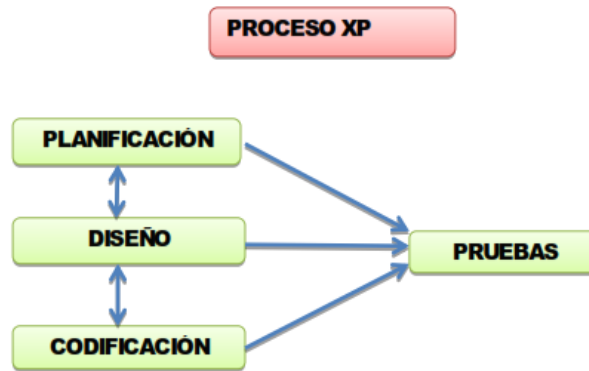 PROCESO XP
PLANIFICACIÓN
DISEÑO
PRUEBAS
CODIFICACIÓN